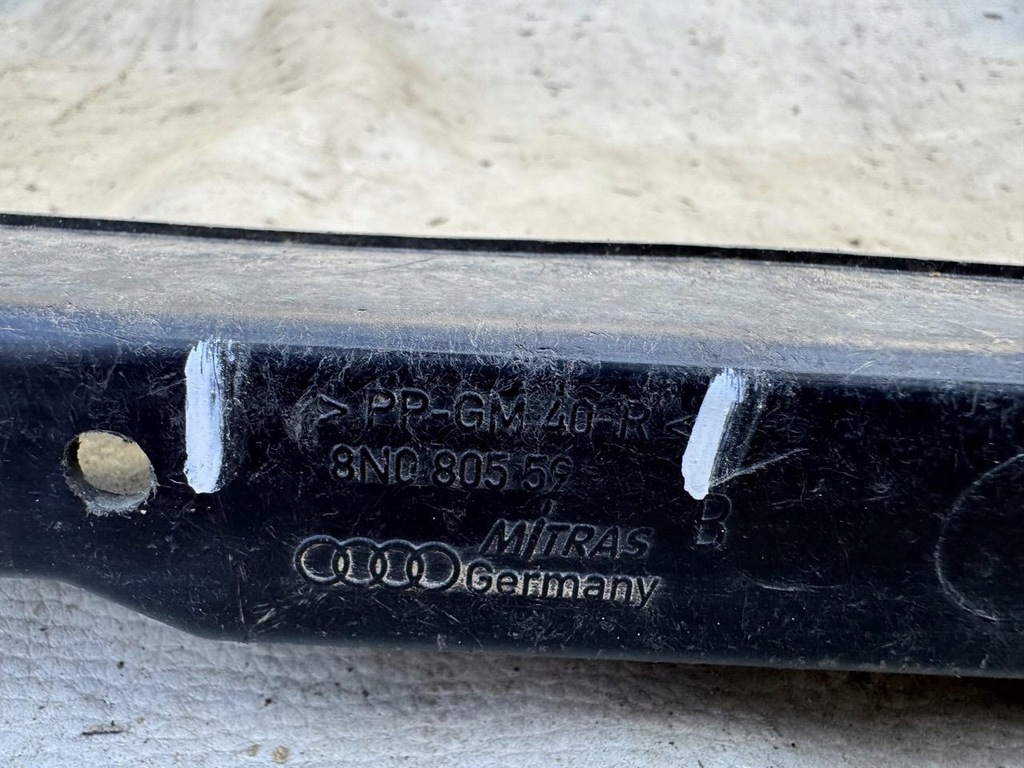 > PP-GM 40-R <
8N0 805
MITRAS
Germany
B